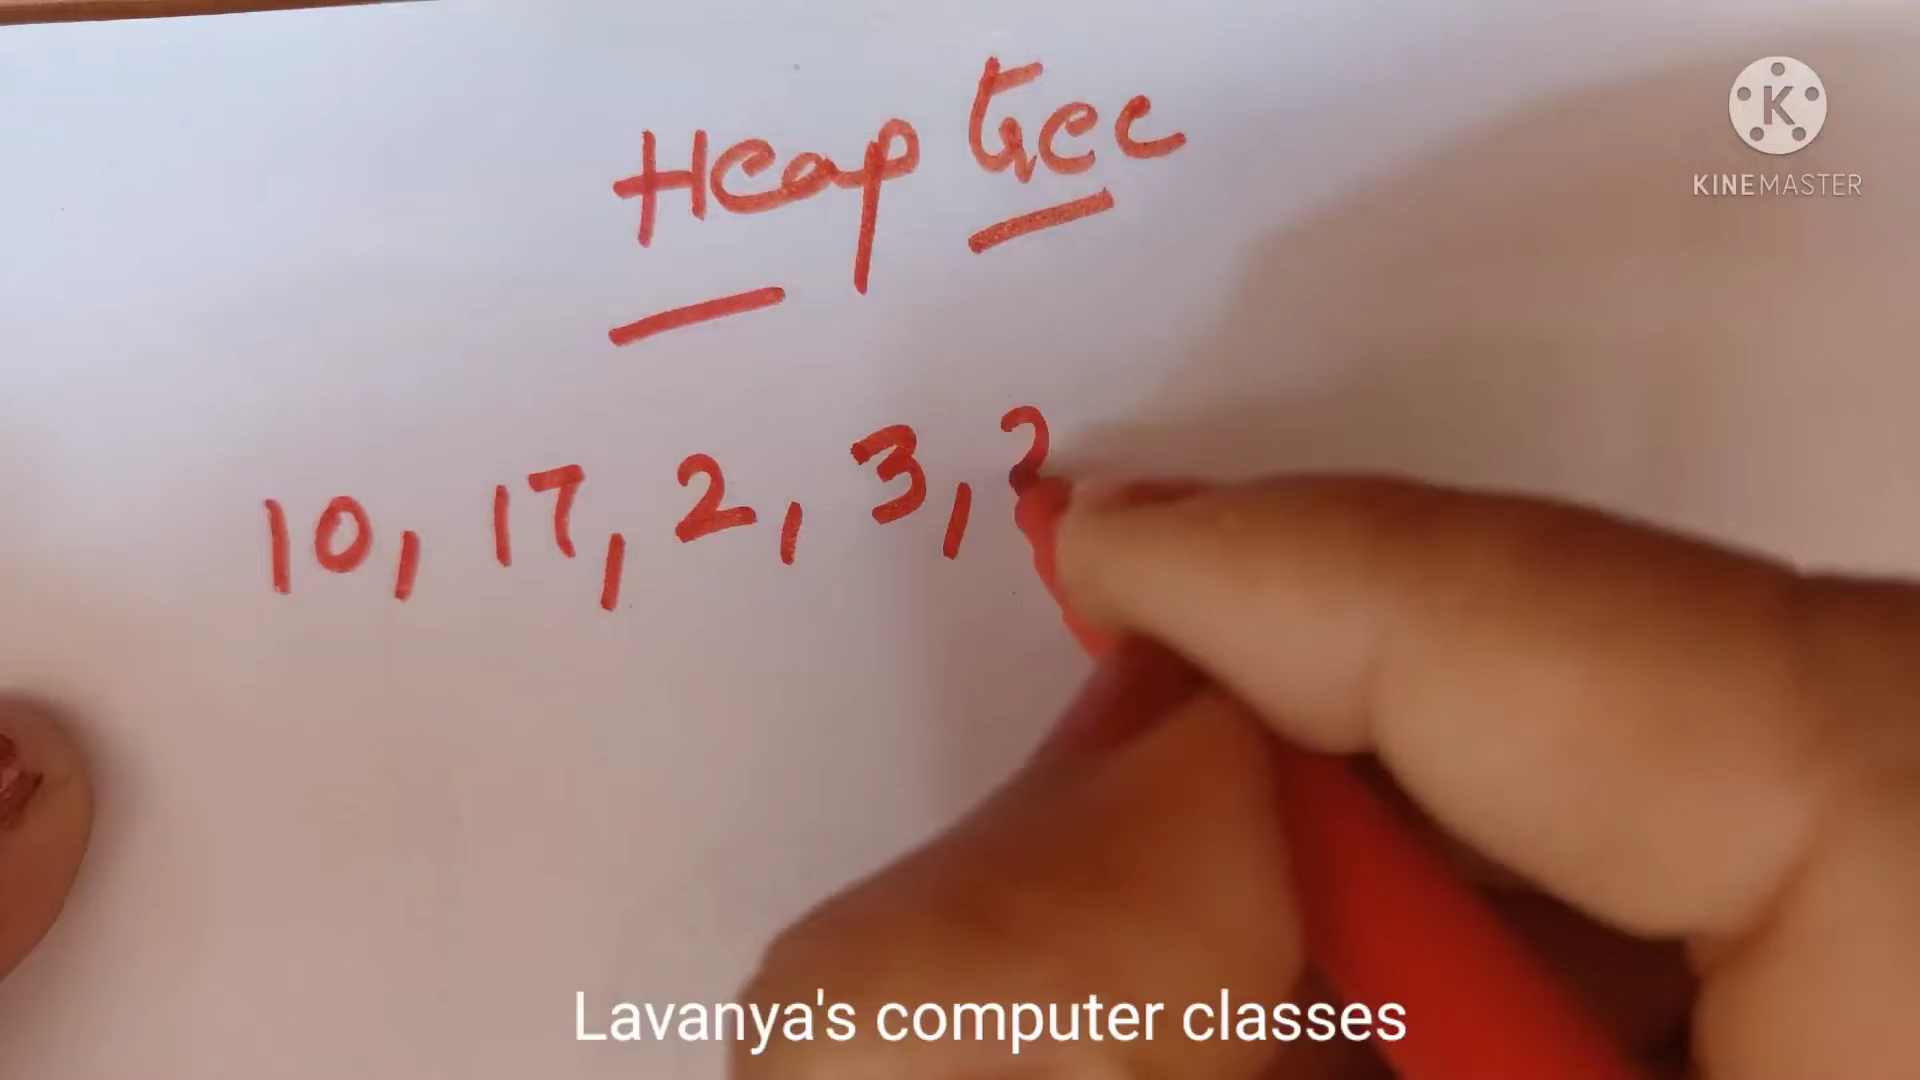 Heap tree
KINEMASTER
10, 17, 2, 3,
Lavanya's computer classes